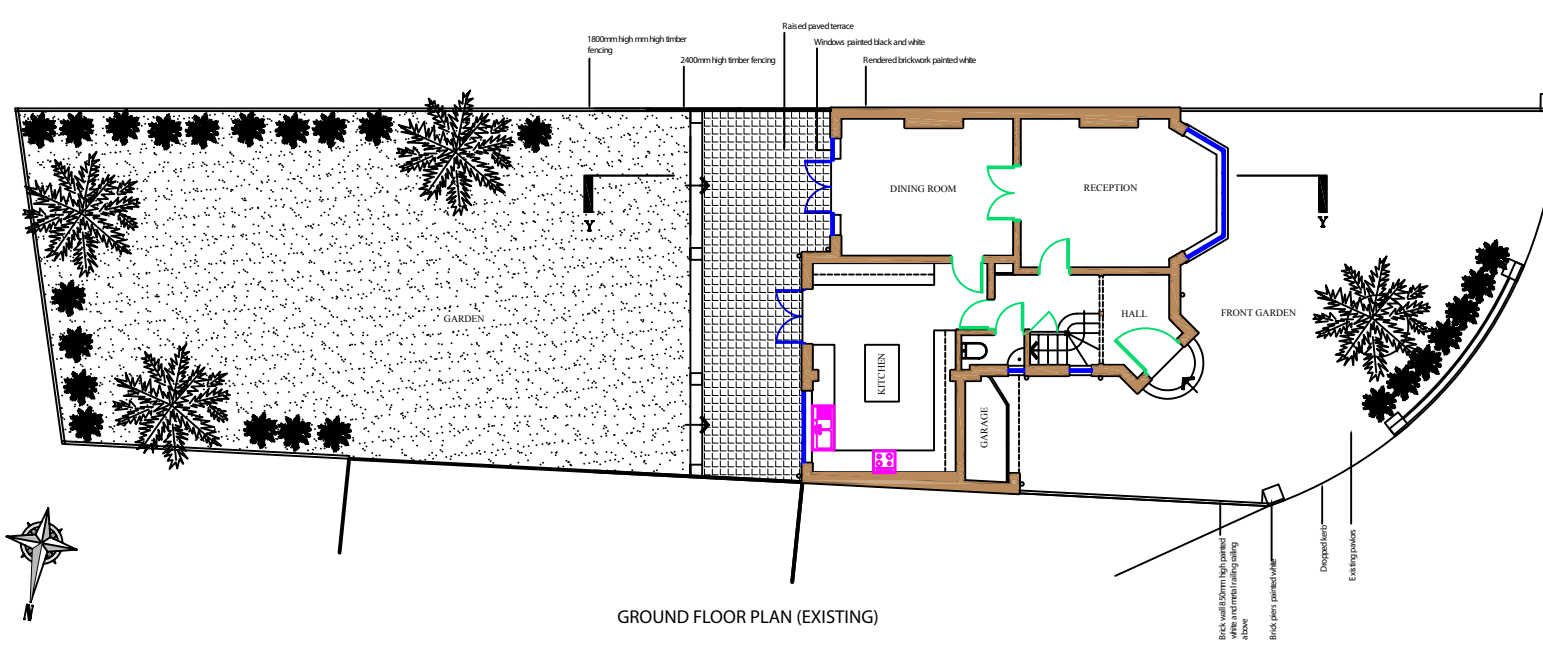 Raised paved terrace
1800mm high mm high timber
fencing
Windows painted black and white
2400mm high timber fencing
Rendered brickwork painted white
DINING ROOM
RECEPTION
Y
Y
GARDEN
HALL
FRONT GARDEN
KITCHEN
GARAGE
Brick wall 850mm high painted
white and metal railing railing
above
Brick piers painted white
Dropped kerb
Existing paviors
N
GROUND FLOOR PLAN (EXISTING)